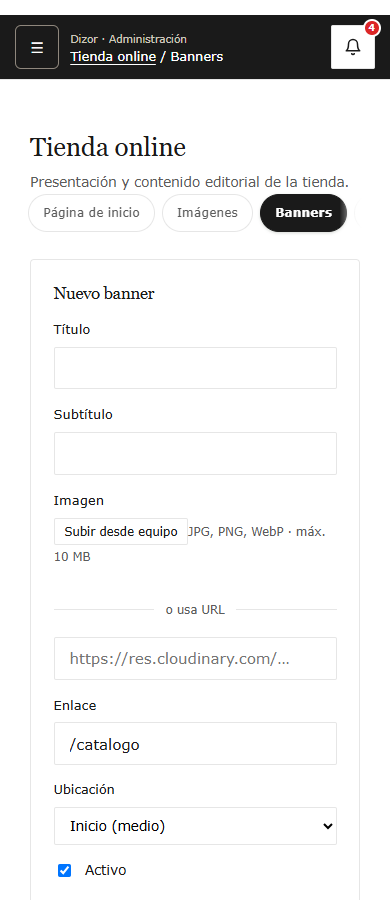 ☰
Dizor · Administración
Tienda online / Banners
4
Tienda online
Presentación y contenido editorial de la tienda.
Página de inicio
Imágenes
Banners
Nuevo banner
Título
Subtítulo
Imagen
Subir desde equipo JPG, PNG, WebP · máx.
10 MB
o usa URL
https://res.cloudinary.com/...
Enlace
/catalogo
Ubicación
Inicio (medio)
Activo